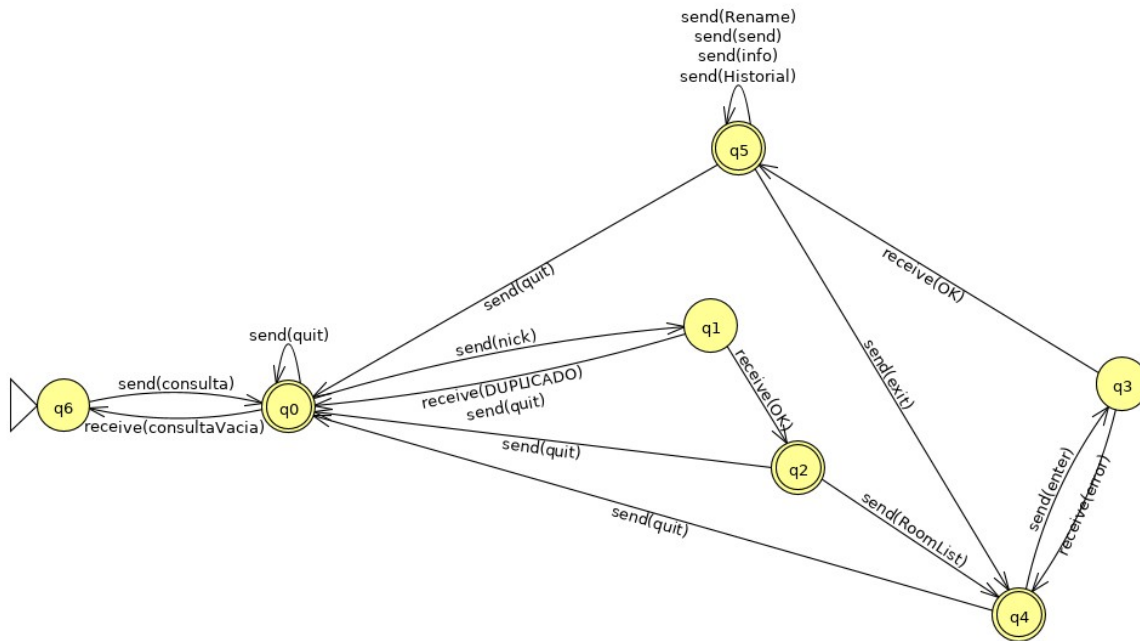 send(Rename)
send(send)
send(info)
send(Historial)
q5
send(quit)
receive(OK)
q1
send(nick)
send(quit)
send(exit)
q3
send(consulta)
receive(OK)
q6
q0
receive(DUPLICADO)
send(quit)
receive(consultaVacia)
send(quit)
q2
send(enter)
receive(error)
send(RoomList)
send(quit)
q4